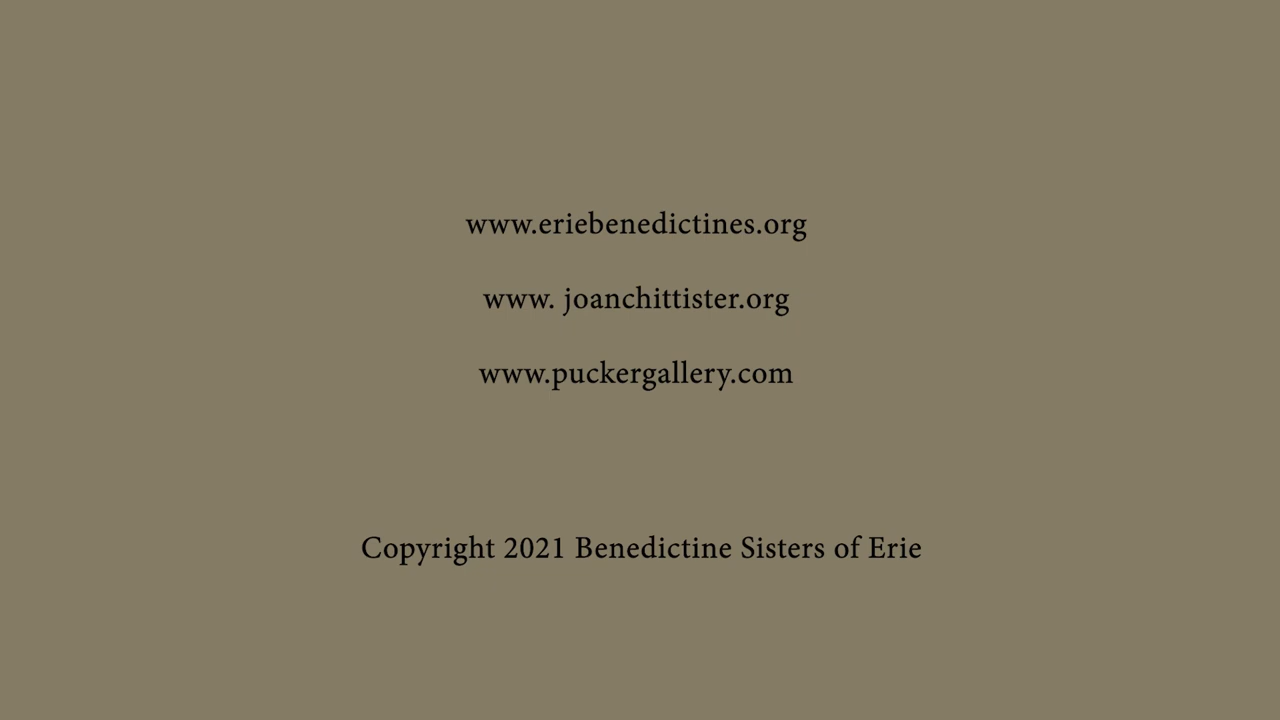 www.eriebenedictines.org
www. joanchittister.org
www.puckergallery.com
Copyright 2021 Benedictine Sisters of Erie